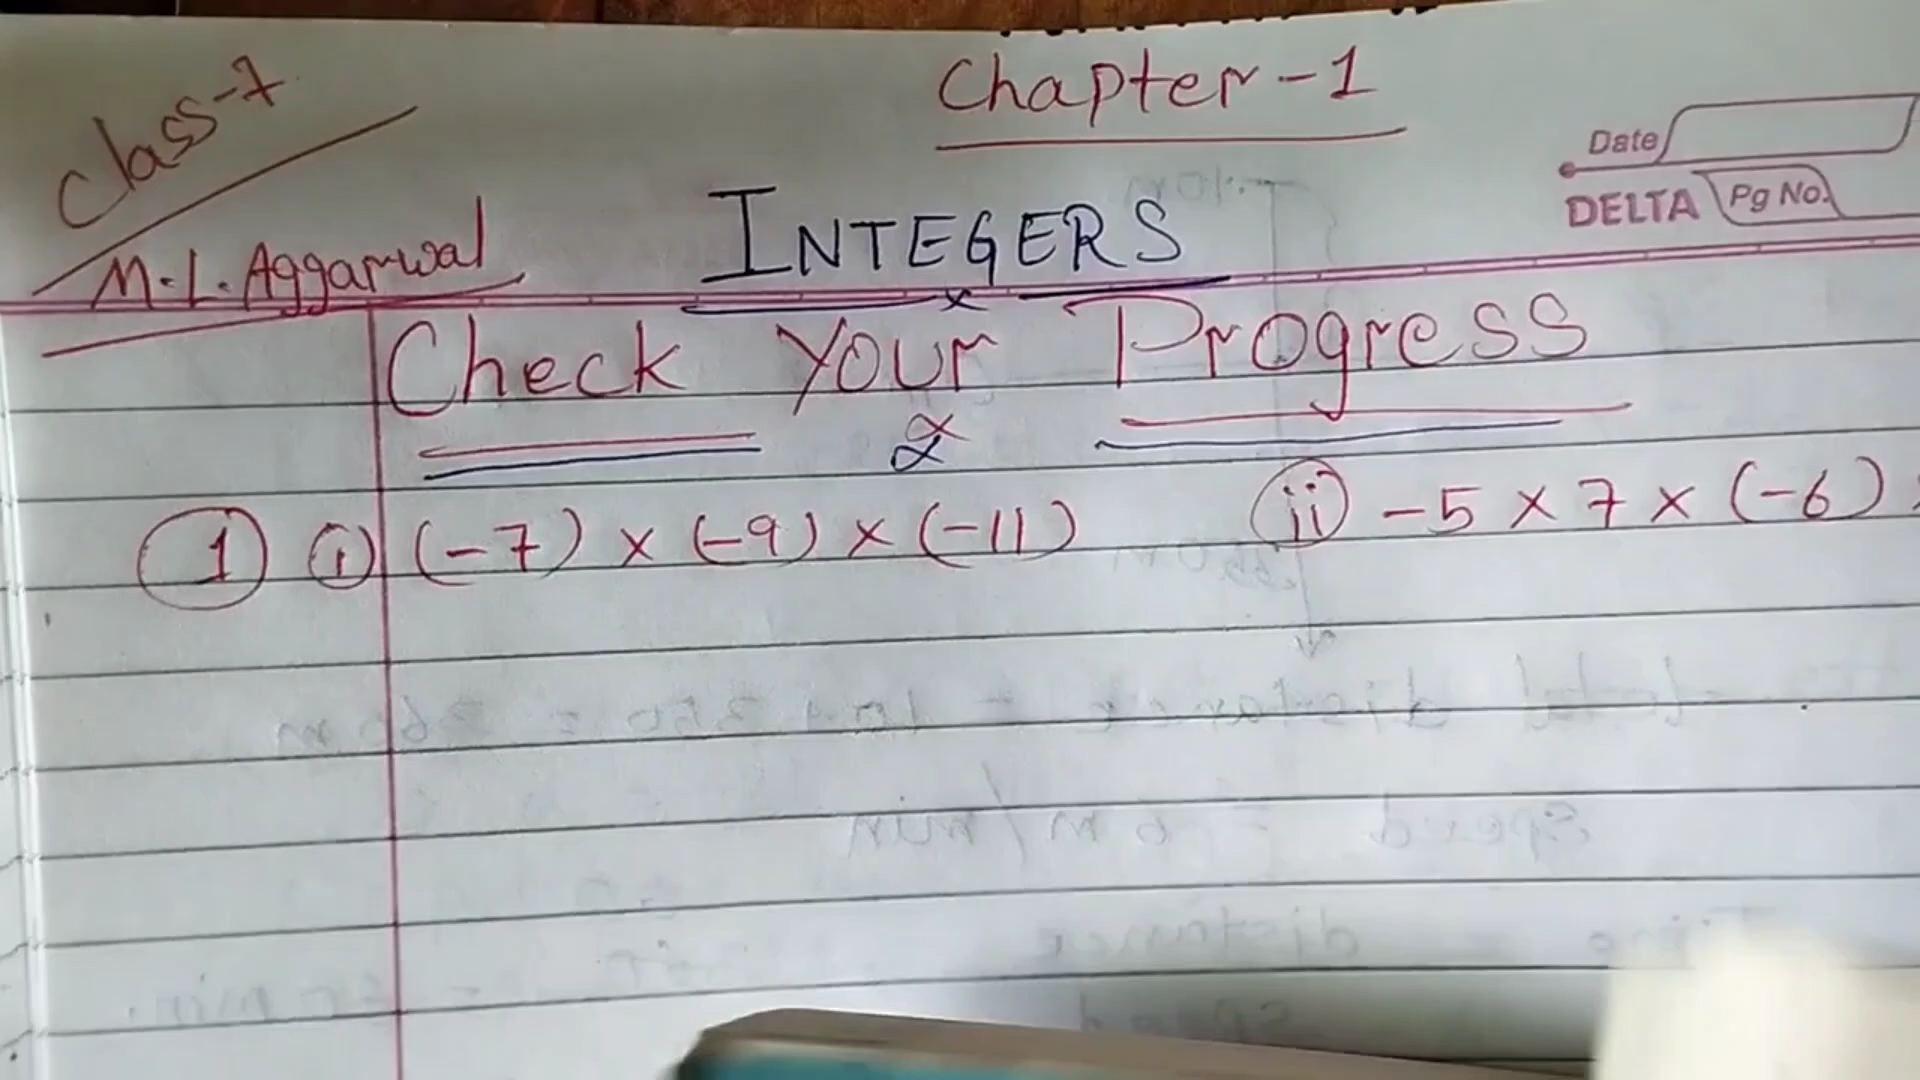 Class-7
Chapter-1
Date
DELTA Pg No.
M.L. Aggarwal
INTEGERS
Check Your Progress
1 i (-7) × (-9) × (-11) ii -5 × 7 × (-6)